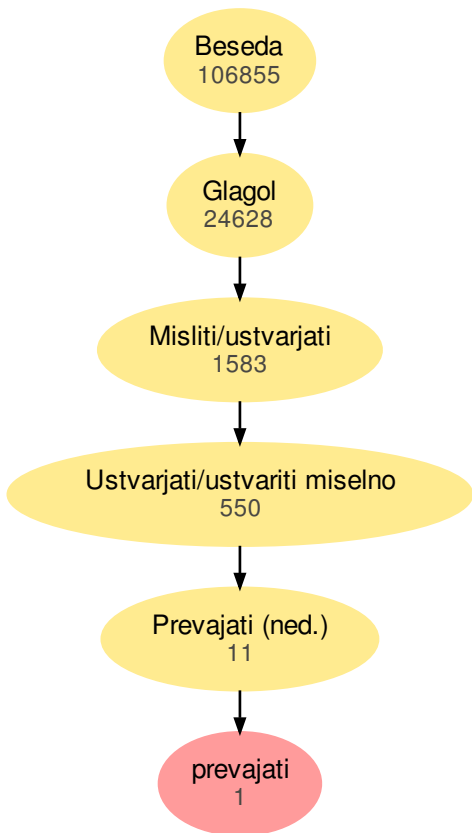 Beseda
106855
Glagol
24628
Misliti/ustvarjati
1583
Ustvarjati/ustvariti miselno
550
Prevajati (ned.)
11
prevajati
1